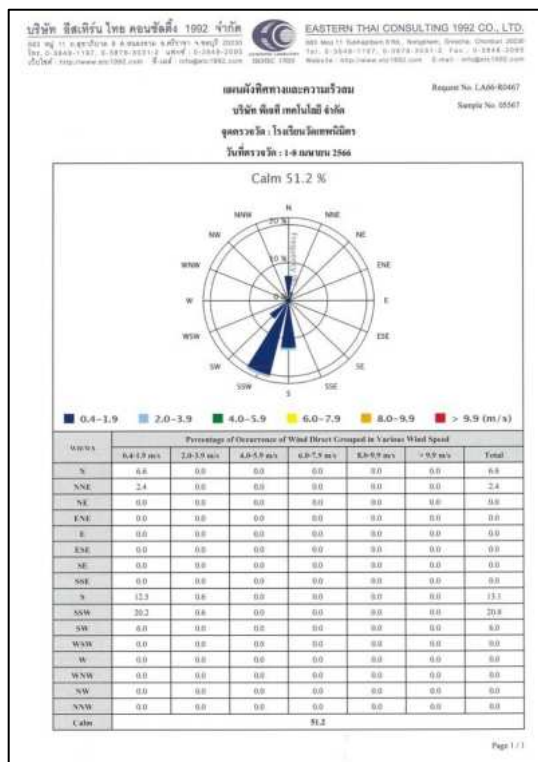 บริษัท อีสเทิร์น ไทย คอนซัลติ้ง 1992 จำกัด
EASTERN THAI CONSULTING 1992 CO., LTD.
แผนผังทิศทางและความเร็วลม
Request No. LA66-R0467
บริษัท พีเอที เทคโนโลยี จำกัด
Sample No. 05567
จุดตรวจวัด : โรงเรียนวัดเทพนิมิตร
วันที่ตรวจวัด : 1-8 เมษายน 2566
Calm 51.2 %
N
NNW NNE
20 %
NW NE
WNW 10 % ENE
W 0 % E
WSW ESE
SW SE
SSW SSE
S
0.4-1.9 2.0-3.9 4.0-5.9 6.0-7.9 8.0-9.9 > 9.9 (m/s)
Percentage of Occurrence of Wind Direct Grouped in Various Wind Speed
0.4-1.9 m/s 2.0-3.9 m/s 4.0-5.9 m/s 6.0-7.9 m/s 8.0-9.9 m/s > 9.9 m/s Total
N 6.6 0.0 0.0 0.0 0.0 0.0
NNE 2.4 0.0 0.0 0.0 0.0 0.0 2.4
NE 0.0 0.0 0.0 0.0 0.0 0.0 0.0
ENE 0.0 0.0 0.0 0.0 0.0 0.0 0.0
E 0.0 0.0 0.0 0.0 0.0 0.0 0.0
ESE 0.0 0.0 0.0 0.0 0.0 0.0 0.0
SE 0.0 0.0 0.0 0.0 0.0 0.0 0.0
SSE 0.0 0.0 0.0 0.0 0.0 0.0 0.0
S 12.5 0.6 0.0 0.0 0.0 0.0 13.1
SSW 20.2 0.6 0.0 0.0 0.0 0.0 20.8
SW 6.0 0.0 0.0 0.0 0.0 0.0 6.0
WSW 0.0 0.0 0.0 0.0 0.0 0.0 0.0
W 0.0 0.0 0.0 0.0 0.0 0.0 0.0
WNW 0.0 0.0 0.0 0.0 0.0 0.0 0.0
NW 0.0 0.0 0.0 0.0 0.0 0.0 0.0
NNW 0.0 0.0 0.0 0.0 0.0 0.0 0.0
Calm 51.2
Page 1 / 1